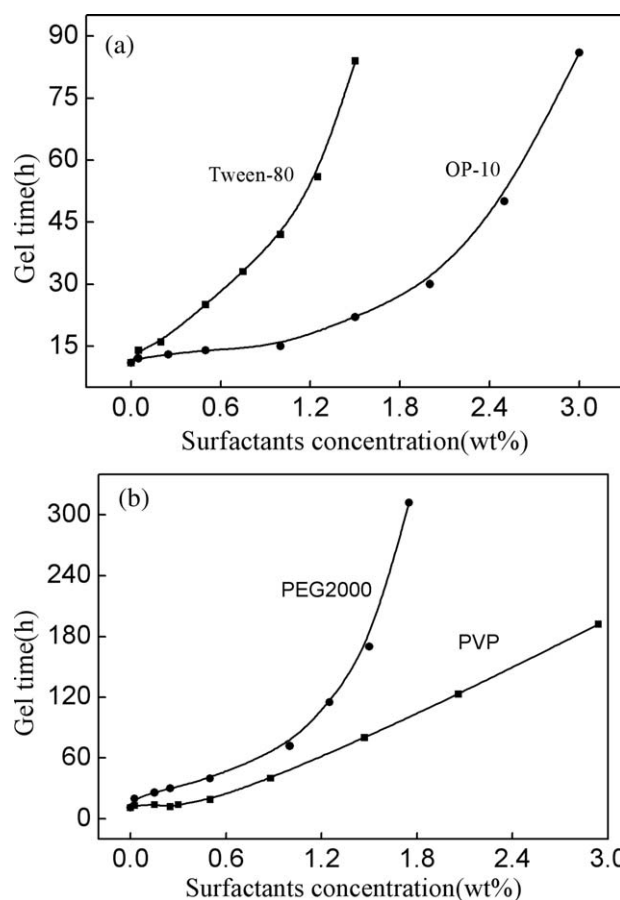 (a)
90
75
60
45
30
15
Gel time(h)
Tween-80
OP-10
0.0 0.6 1.2 1.8 2.4 3.0
Surfactants concentration(wt%)
(b)
300
240
180
120
60
0
Gel time(h)
PEG2000
PVP
0.0 0.6 1.2 1.8 2.4 3.0
Surfactants concentration(wt%)